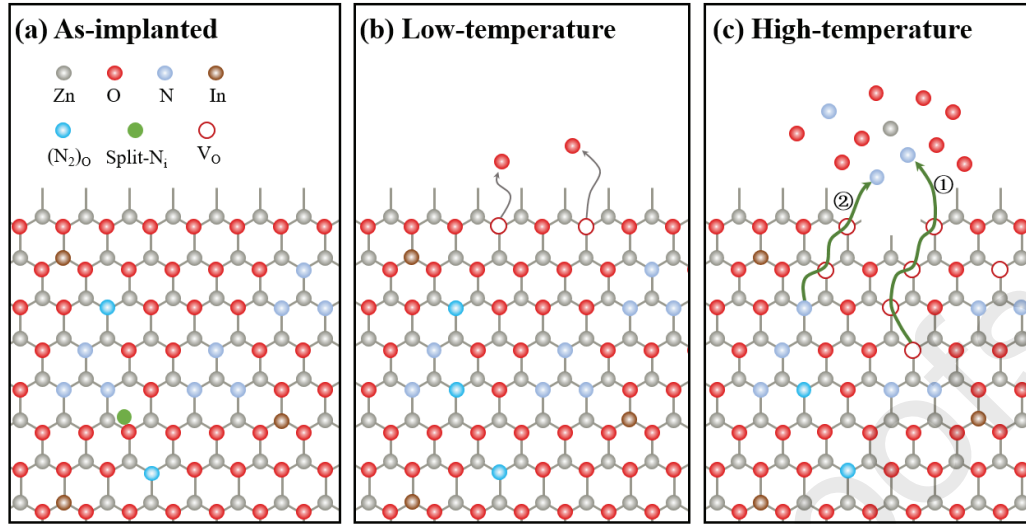 (a) As-implanted
Zn O N In
(N₂)ₒ Split-Nᵢ Vₒ
(b) Low-temperature
(c) High-temperature
①
②